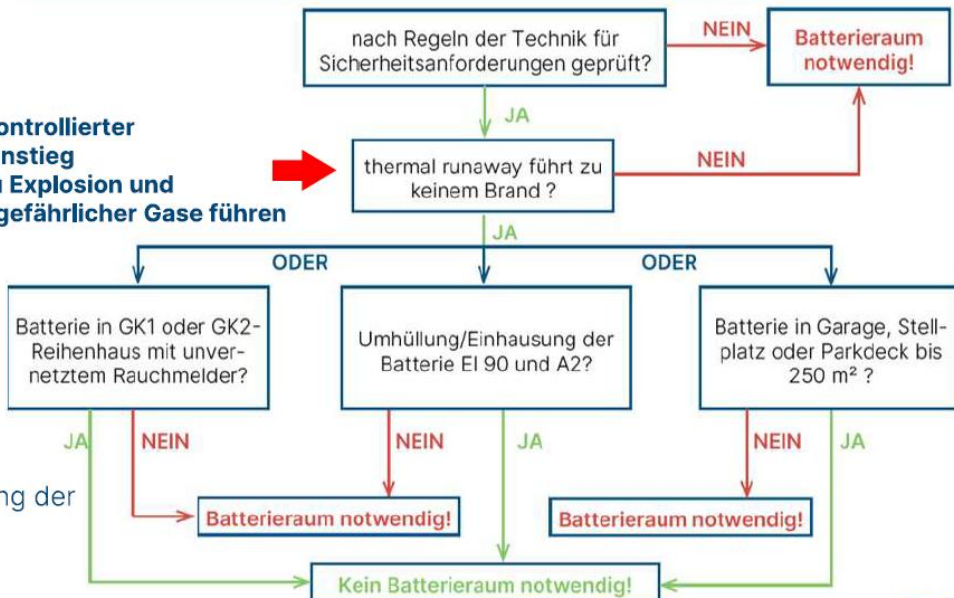 nach Regeln der Technik für
Sicherheitsanforderungen geprüft?
NEIN
Batterieraum
notwendig!
JA
ontrollierter
nstieg
Explosion und
gefährlicher Gase führen
thermal runaway führt zu
keinem Brand ?
NEIN
JA
ODER
ODER
Batterie in GK1 oder GK2-
Reihenhaus mit unver-
netztem Rauchmelder?
Umhüllung/Einhausung der
Batterie EI 90 und A2?
Batterie in Garage, Stell-
platz oder Parkdeck bis
250 m² ?
JA
NEIN
NEIN
JA
NEIN
JA
ng der
Batterieraum notwendig!
Batterieraum notwendig!
Kein Batterieraum notwendig!